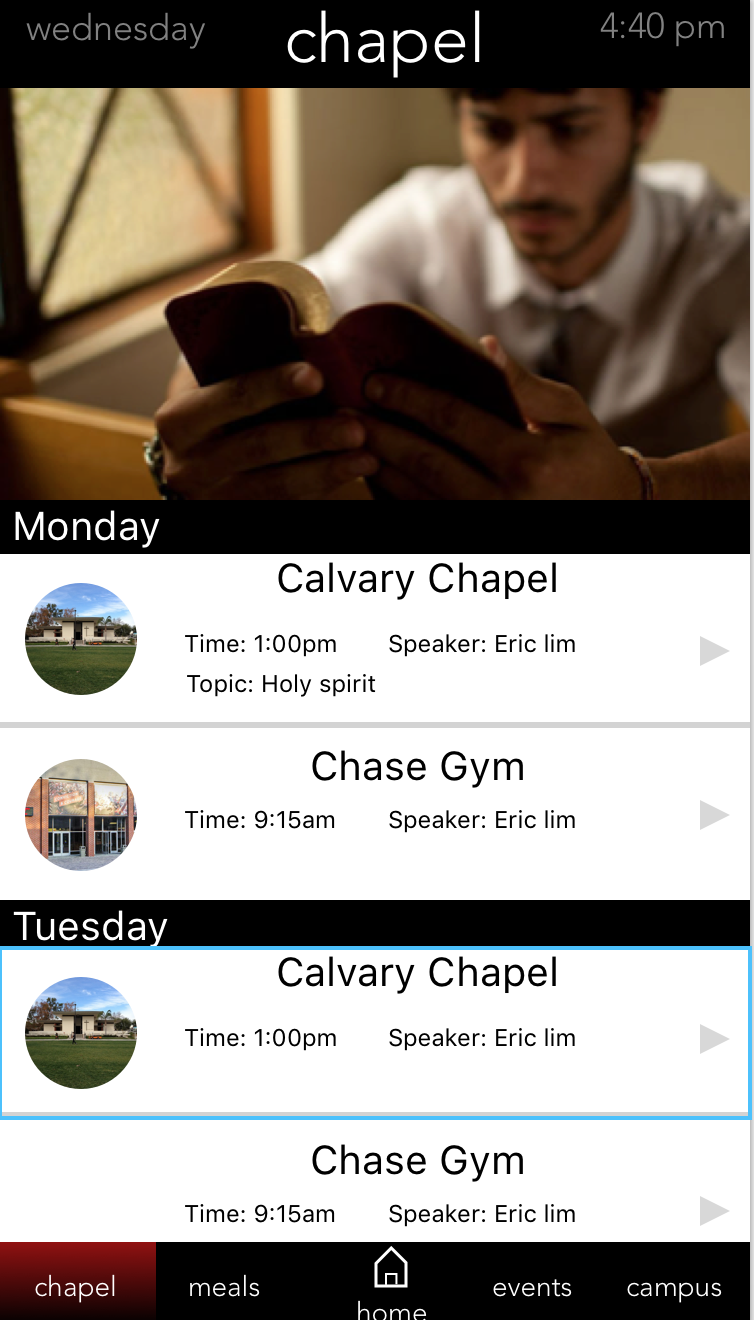 wednesday chapel 4:40 pm
Monday
Calvary Chapel
Time: 1:00pm Speaker: Eric lim
Topic: Holy spirit
Chase Gym
Time: 9:15am Speaker: Eric lim
Tuesday
Calvary Chapel
Time: 1:00pm Speaker: Eric lim
Chase Gym
Time: 9:15am Speaker: Eric lim
chapel meals home events campus